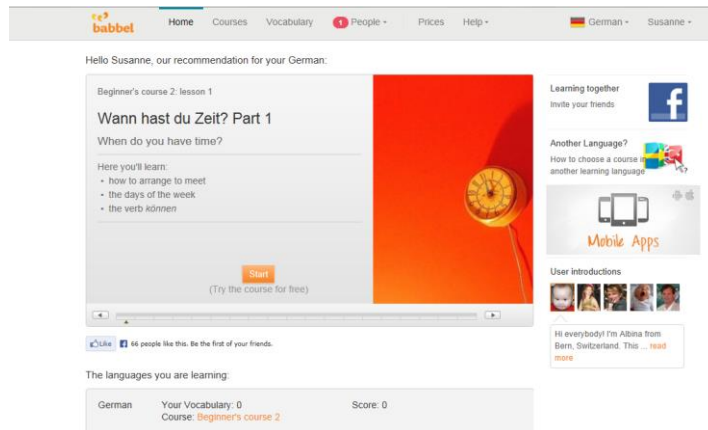 babbel
Home Courses Vocabulary 1 People Prices Help German Susanne
Hello Susanne, our recommendation for your German:
Beginner's course 2: lesson 1
Wann hast du Zeit? Part 1
When do you have time?
Here you'll learn:
• how to arrange to meet
• the days of the week
• the verb können
Start
(Try the course for free)
Like 66 people like this. Be the first of your friends.
Learning together
Invite your friends
Another Language?
How to choose a course in
another learning language
Mobile Apps
User introductions
Hi everybody! I'm Albina from
Bern, Switzerland. This ... read
more
The languages you are learning:
German Your Vocabulary: 0 Score: 0
Course: Beginner's course 2